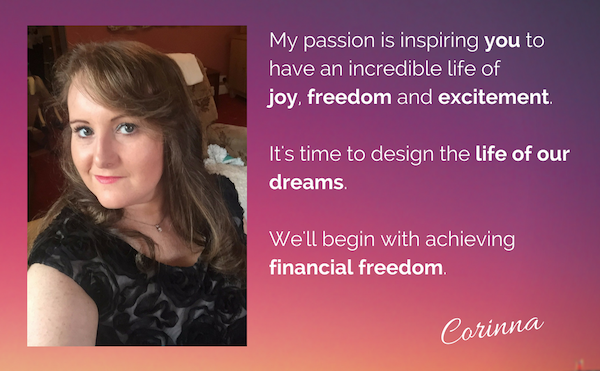 My passion is inspiring you to
have an incredible life of
joy, freedom and excitement.
It's time to design the life of our
dreams.
We'll begin with achieving
financial freedom.
Corinna